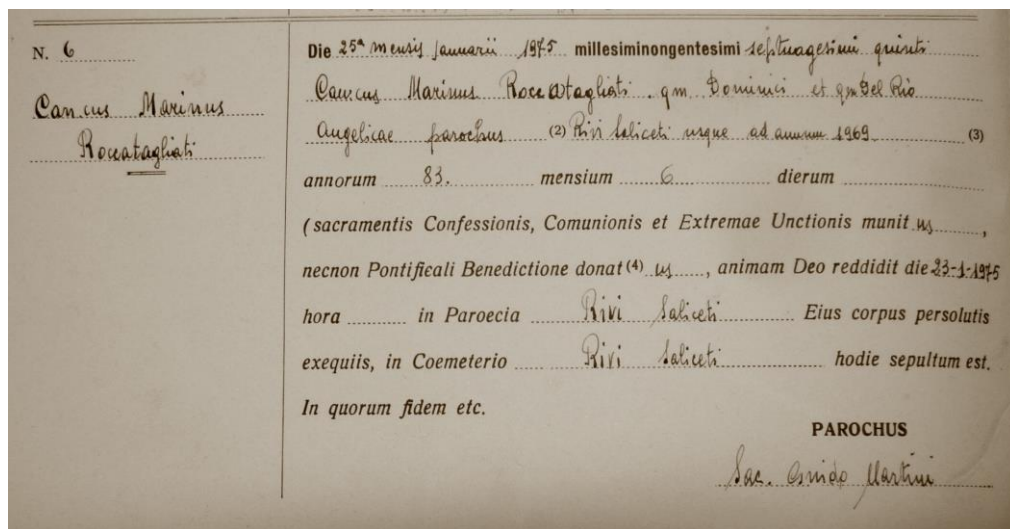 N. 6
Can.cus Marinus
Roccatagliati
Die 25ª mensis Januarii 1975 millesiminongentesimi septuagesimi quinti
Can.cus Marinus Roccatagliati qm Dominici et qm Del Rio
Angelicae parochus (2) Rivi Saliceti usque ad annum 1969 (3)
annorum 83. mensium 6 dierum
(sacramentis Confessionis, Comunionis et Extremae Unctionis munit us,
necnon Pontificali Benedictione donat (4) us, animam Deo reddidit die 23-1-1975
hora in Paroecia Rivi Saliceti Eius corpus persolutis
exequiis, in Coemeterio Rivi Saliceti hodie sepultum est.
In quorum fidem etc.
PAROCHUS
Sac. Guido Martini